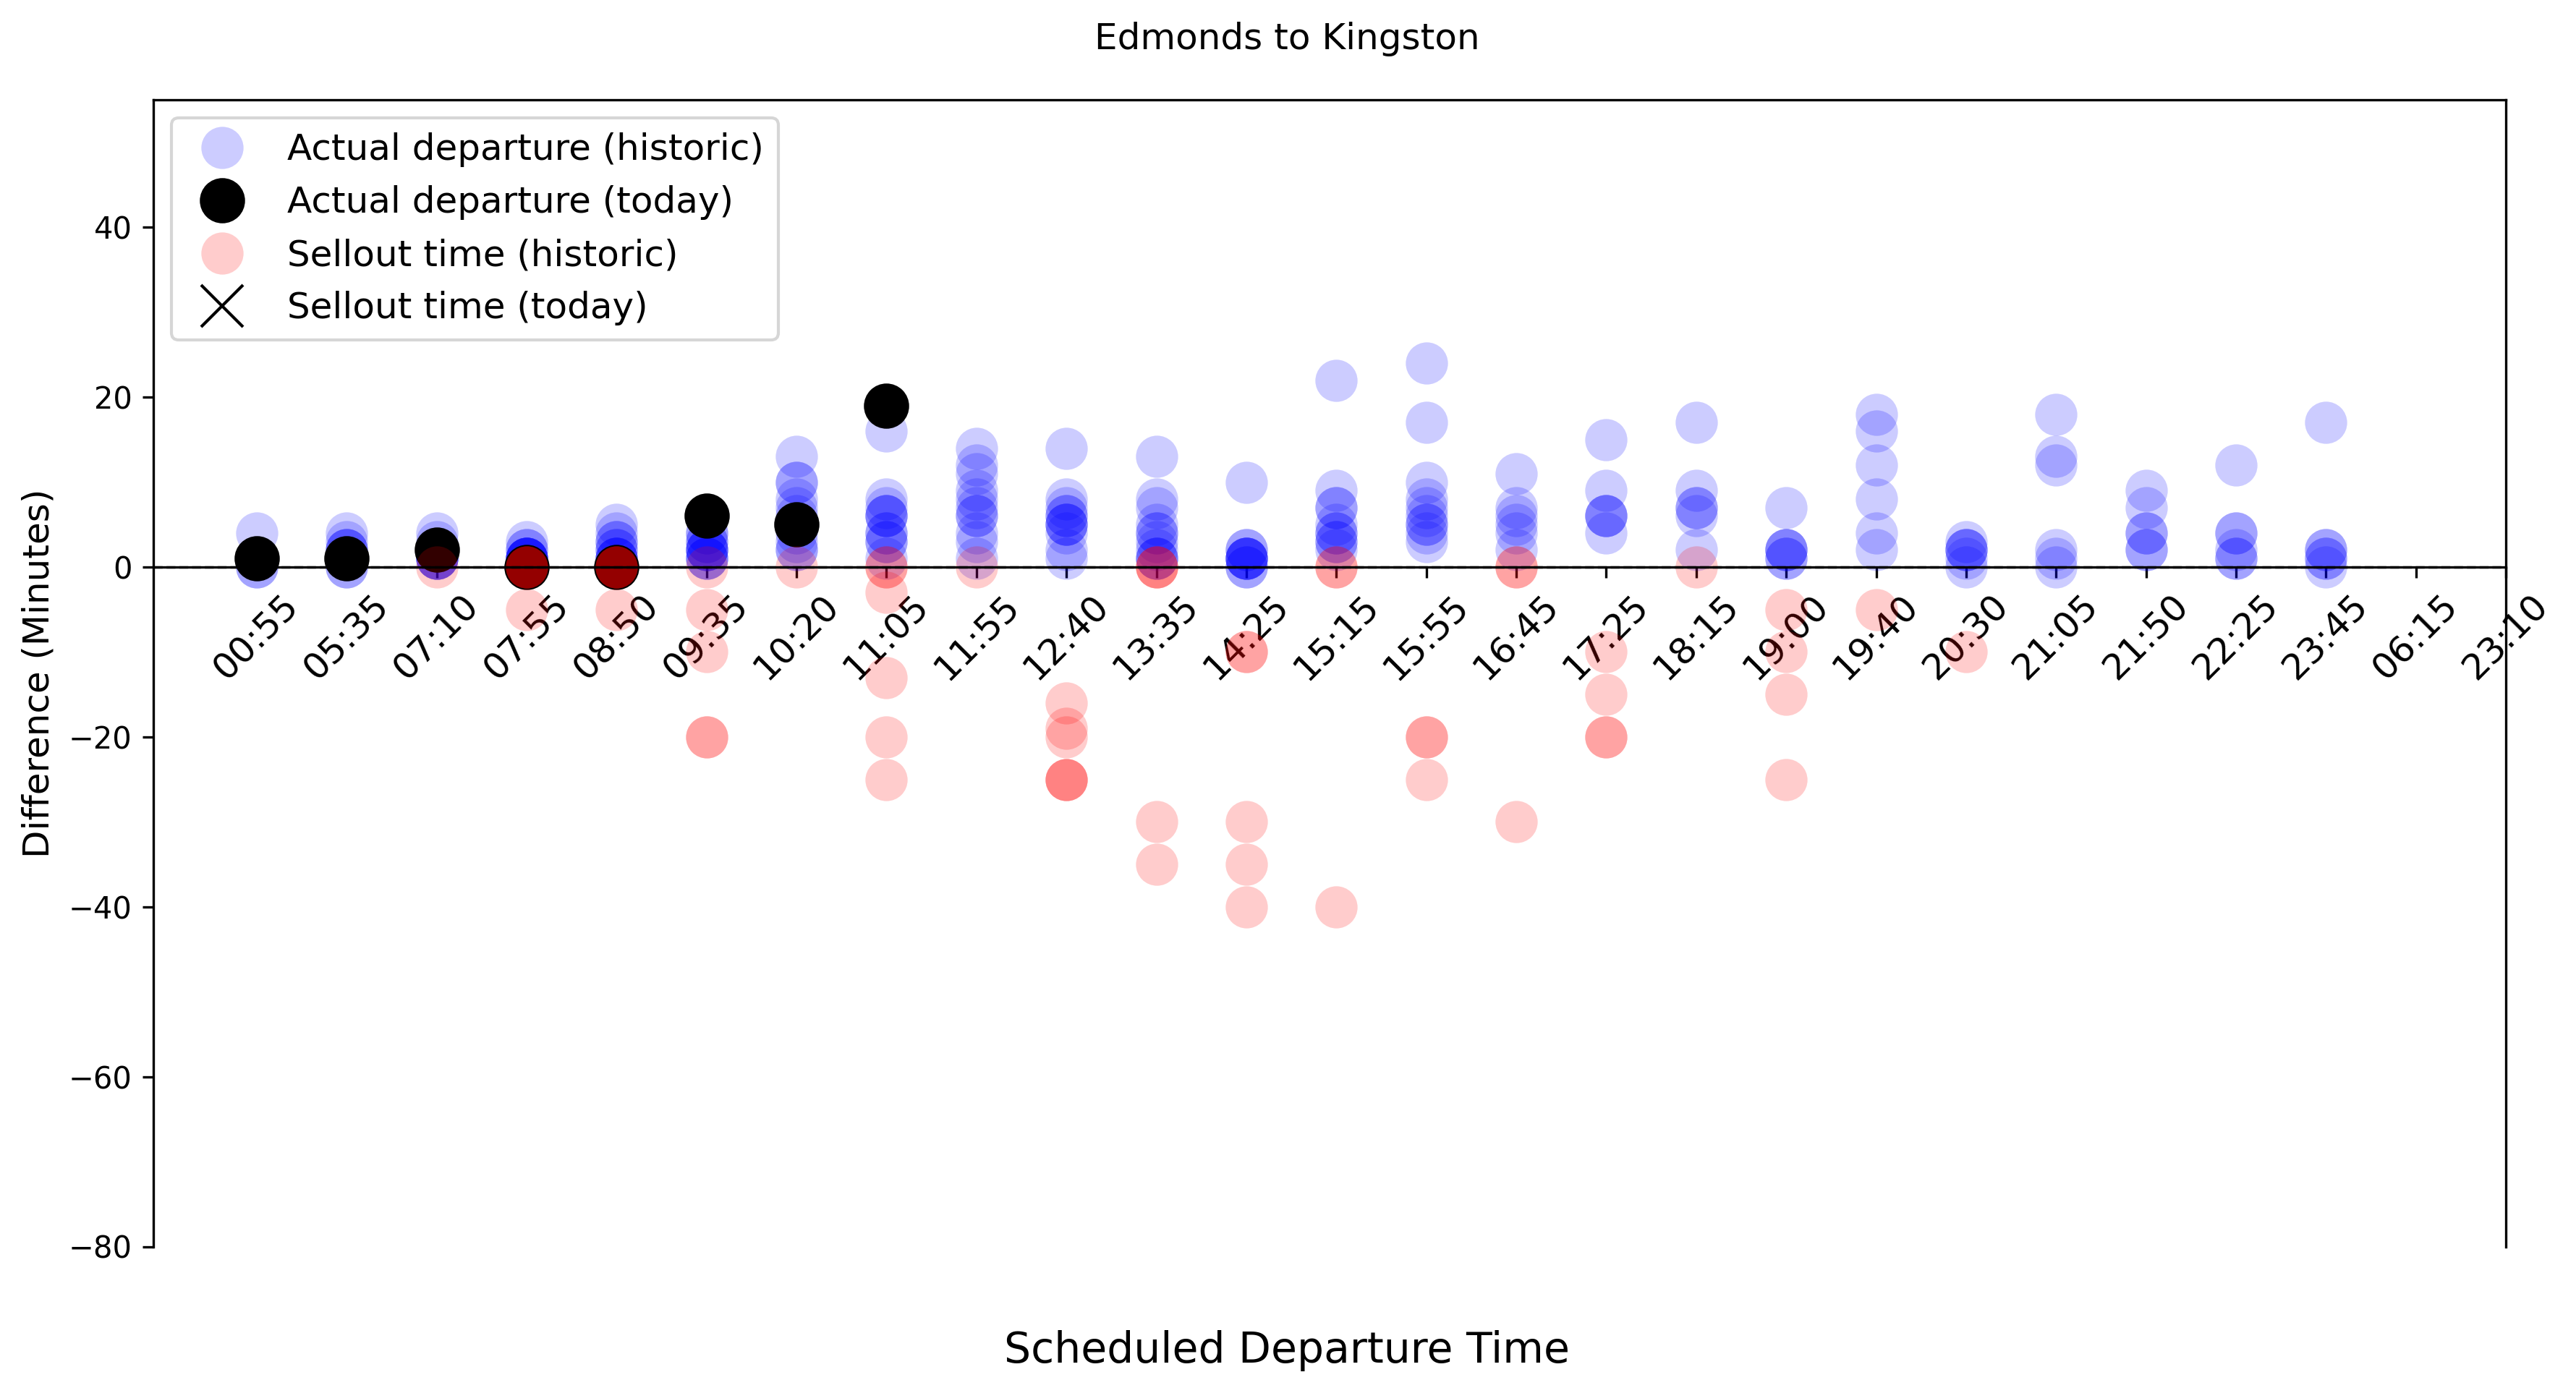 Edmonds to Kingston
Actual departure (historic)
Actual departure (today)
Sellout time (historic)
Sellout time (today)
Difference (Minutes)
40
20
0
−20
−40
−60
−80
00:55 05:35 07:10 07:55 08:50 09:35 10:20 11:05 11:55 12:40 13:35 14:25 15:15 15:55 16:45 17:25 18:15 19:00 19:40 20:30 21:05 21:50 22:25 23:45 06:15 23:10
Scheduled Departure Time